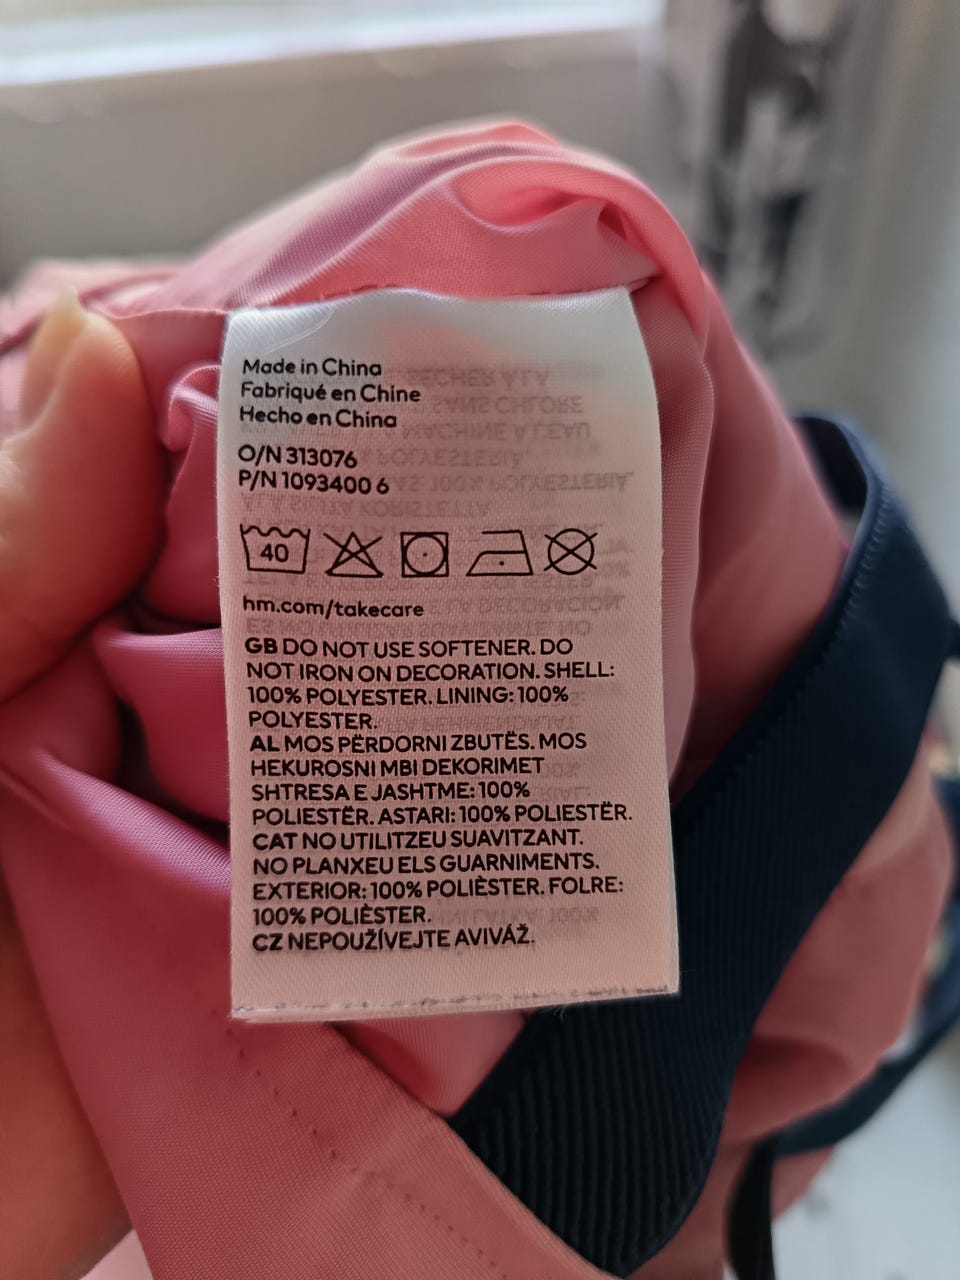 Made in China
Fabriqué en Chine
Hecho en China
O/N 313076
P/N 1093400 6
40
hm.com/takecare
GB DO NOT USE SOFTENER. DO
NOT IRON ON DECORATION. SHELL:
100% POLYESTER. LINING: 100%
POLYESTER.
AL MOS PËRDORNI ZBUTËS. MOS
HEKUROSNI MBI DEKORIMET
SHTRESA E JASHTME: 100%
POLIESTËR. ASTARI: 100% POLIESTËR.
CAT NO UTILITZEU SUAVITZANT.
NO PLANXEU ELS GUARNIMENTS.
EXTERIOR: 100% POLIÈSTER. FOLRE:
100% POLIÈSTER.
CZ NEPOUŽÍVEJTE AVIVÁŽ.